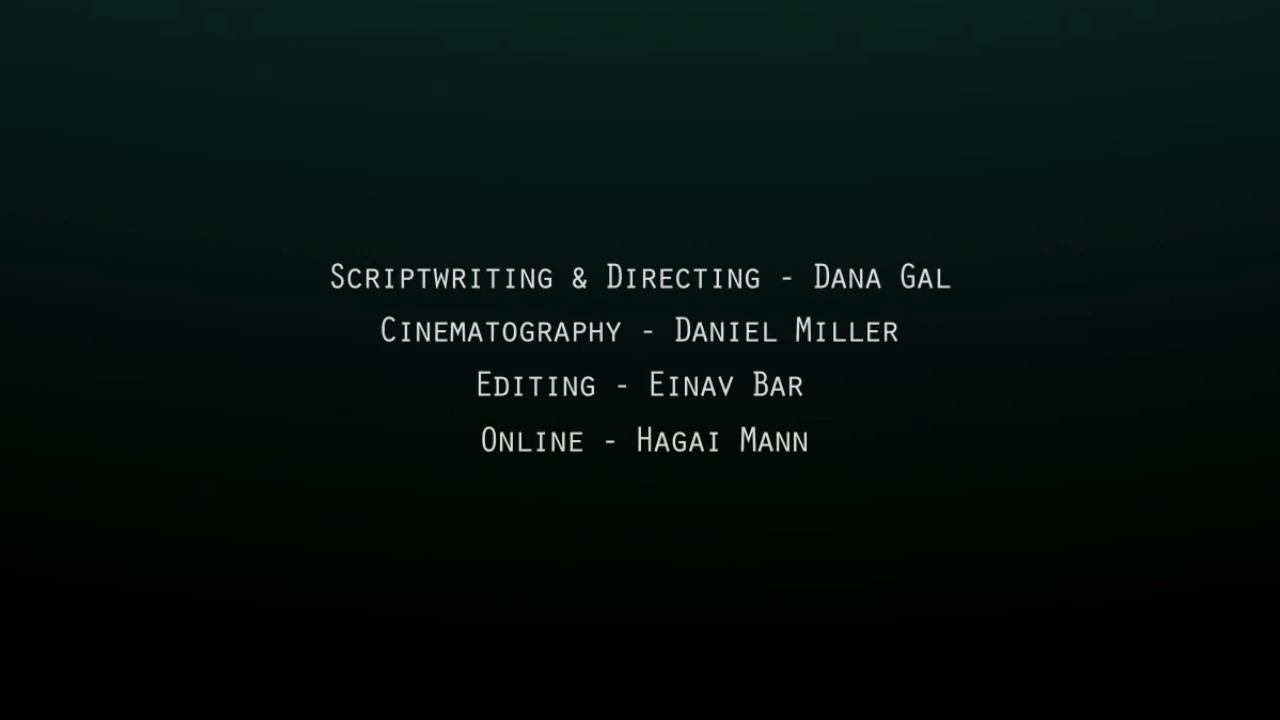 Scriptwriting & Directing - Dana Gal
Cinematography - Daniel Miller
Editing - Einav Bar
Online - Hagai Mann